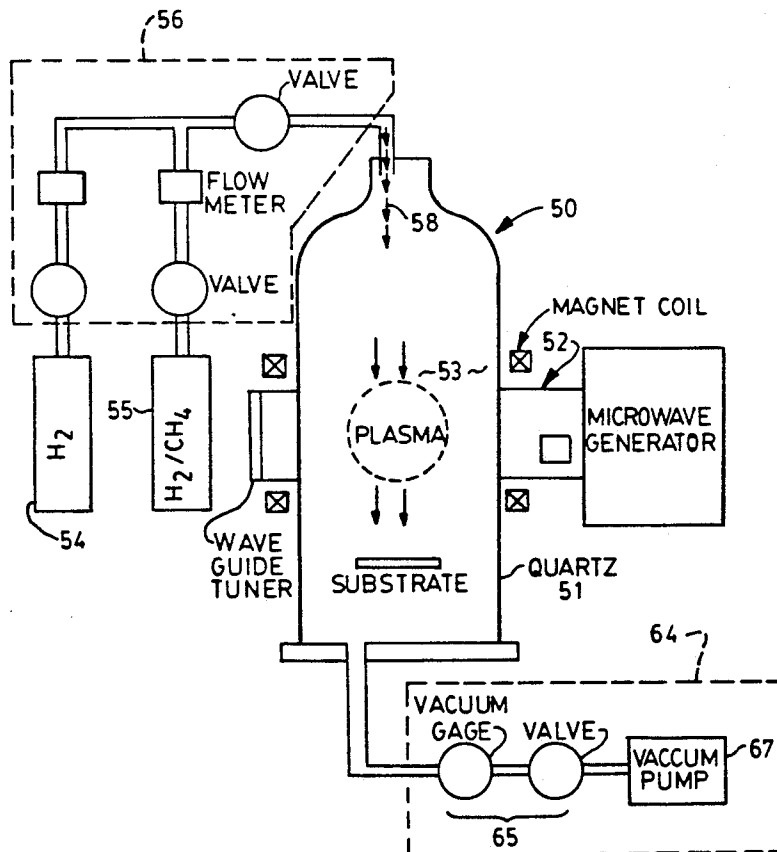 56
VALVE
FLOW
METER
58
50
VALVE
MAGNET COIL
52
53
H2
55
H2/CH4
PLASMA
MICROWAVE
GENERATOR
54
WAVE
GUIDE
TUNER
SUBSTRATE
QUARTZ
51
64
VACUUM
GAGE
VALVE
VACCUM
PUMP
67
65